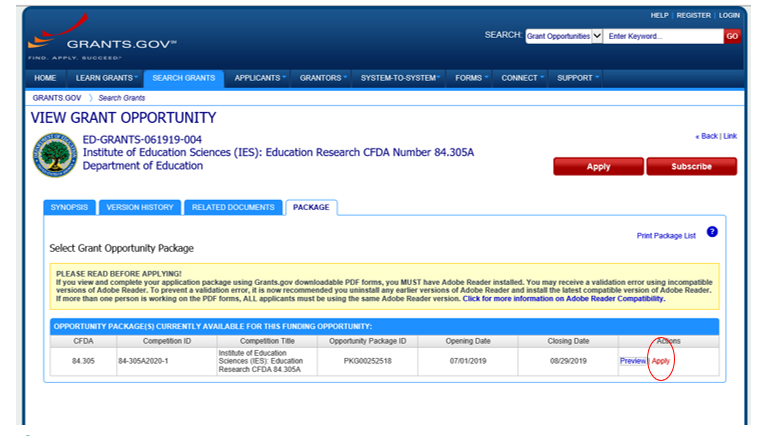 HELP | REGISTER | LOGIN
GRANTS.GOV℠
FIND. APPLY. SUCCEED.℠
SEARCH: Grant Opportunities Enter Keyword... GO
HOME LEARN GRANTS SEARCH GRANTS APPLICANTS GRANTORS SYSTEM-TO-SYSTEM FORMS CONNECT SUPPORT
GRANTS.GOV 〉 Search Grants
VIEW GRANT OPPORTUNITY
ED-GRANTS-061919-004
Institute of Education Sciences (IES): Education Research CFDA Number 84.305A
Department of Education
« Back | Link
Apply Subscribe
SYNOPSIS VERSION HISTORY RELATED DOCUMENTS PACKAGE
Print Package List ?
Select Grant Opportunity Package
PLEASE READ BEFORE APPLYING!
If you view and complete your application package using Grants.gov downloadable PDF forms, you MUST have Adobe Reader installed. You may receive a validation error using incompatible
versions of Adobe Reader. To prevent a validation error, it is now recommended you uninstall any earlier versions of Adobe Reader and install the latest compatible version of Adobe Reader.
If more than one person is working on the PDF forms, ALL applicants must be using the same Adobe Reader version. Click for more information on Adobe Reader Compatibility.
OPPORTUNITY PACKAGE(S) CURRENTLY AVAILABLE FOR THIS FUNDING OPPORTUNITY:
CFDA Competition ID Competition Title Opportunity Package ID Opening Date Closing Date Actions
84.305 84-305A2020-1 Institute of Education
Sciences (IES): Education
Research CFDA 84.305A
PKG00252518 07/01/2019 08/29/2019 Preview | Apply